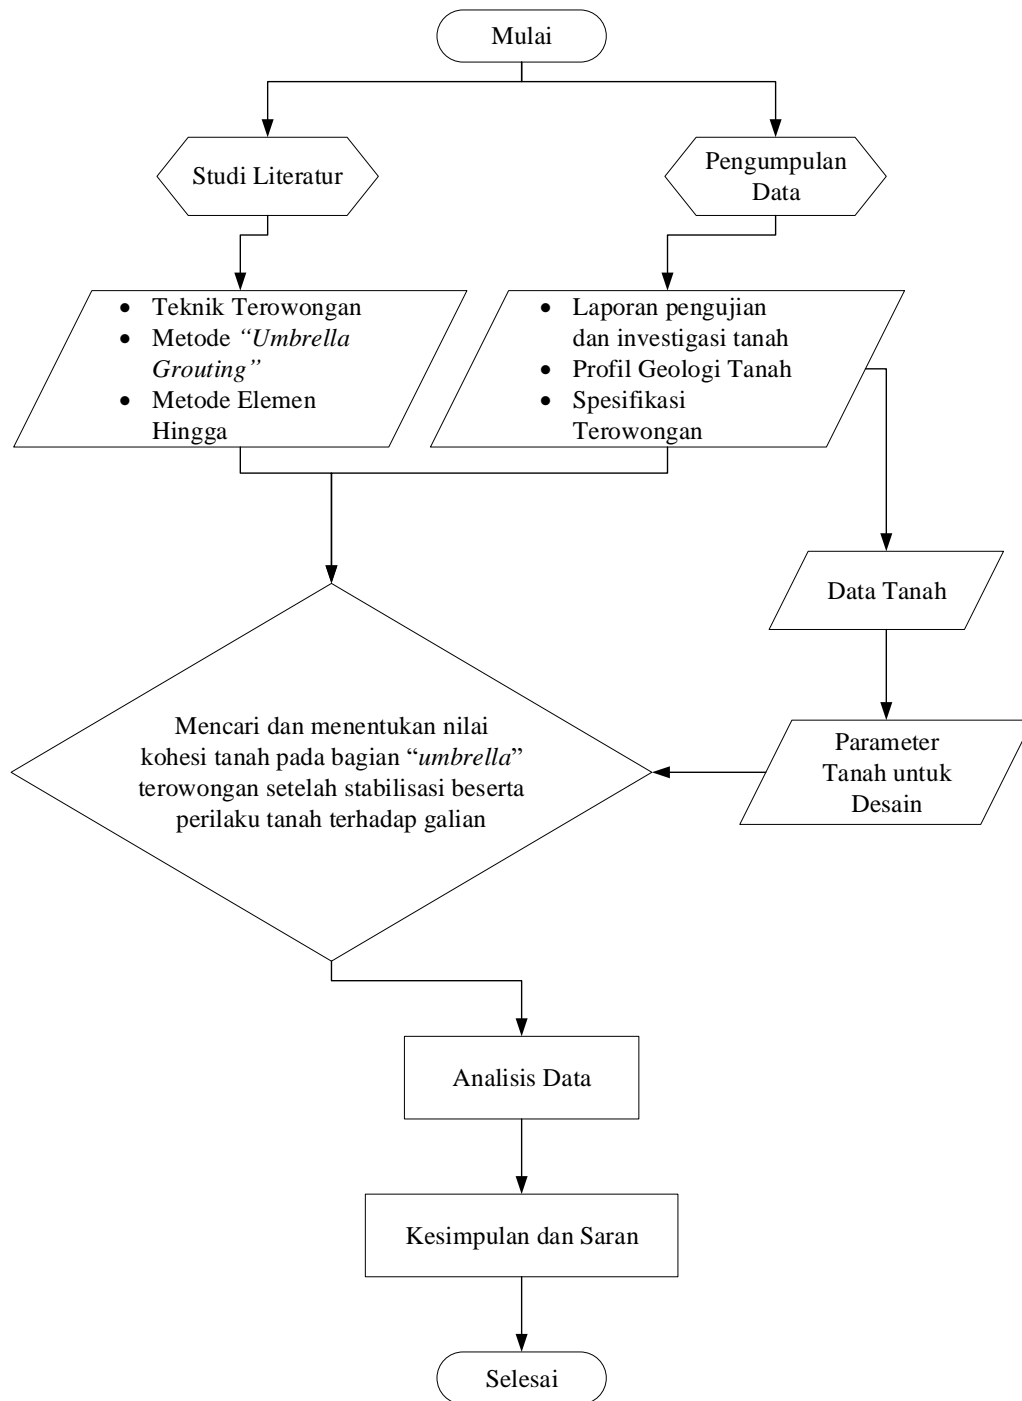 Mulai
Studi Literatur
Pengumpulan
Data
• Teknik Terowongan
• Metode “Umbrella
Grouting”
• Metode Elemen
Hingga
• Laporan pengujian
dan investigasi tanah
• Profil Geologi Tanah
• Spesifikasi
Terowongan
Data Tanah
Parameter
Tanah untuk
Desain
Mencari dan menentukan nilai
kohesi tanah pada bagian “umbrella”
terowongan setelah stabilisasi beserta
perilaku tanah terhadap galian
Analisis Data
Kesimpulan dan Saran
Selesai